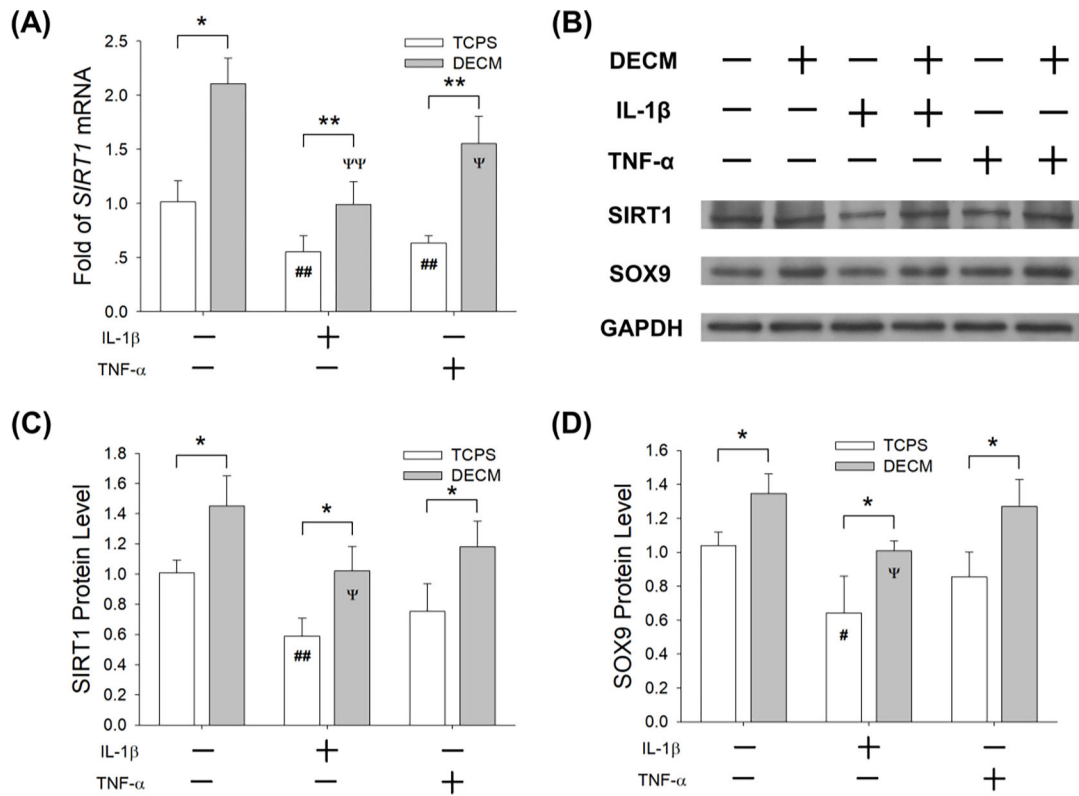 (A)
*
2.5
TCPS
DECM
2.0
**
**
ΨΨ
Ψ
1.5
1.0
.5
0.0
##
##
Fold of SIRT1 mRNA
IL-1β — + —
TNF-α — — +
(B)
DECM — + — + — +
IL-1β — — + + — —
TNF-α — — — — + +
SIRT1
SOX9
GAPDH
(C)
1.8
1.6
1.4
1.2
1.0
0.8
0.6
0.4
0.2
0.0
SIRT1 Protein Level
TCPS
DECM
*
*
*
Ψ
##
IL-1β — + —
TNF-α — — +
(D)
1.6
1.4
1.2
1.0
0.8
0.6
0.4
0.2
0.0
SOX9 Protein Level
TCPS
DECM
*
*
*
Ψ
#
IL-1β — + —
TNF-α — — +